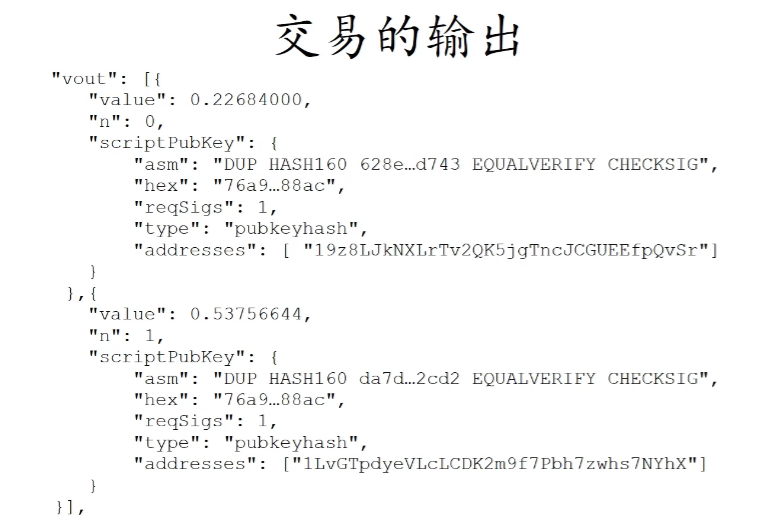 交易的输出
"vout": [{
"value": 0.22684000,
"n": 0,
"scriptPubKey": {
"asm": "DUP HASH160 628e…d743 EQUALVERIFY CHECKSIG",
"hex": "76a9…88ac",
"reqSigs": 1,
"type": "pubkeyhash",
"addresses": [ "19z8LJkNXLrTv2QK5jgTncJCGUEEfpQvSr"]
}
},{
"value": 0.53756644,
"n": 1,
"scriptPubKey": {
"asm": "DUP HASH160 da7d…2cd2 EQUALVERIFY CHECKSIG",
"hex": "76a9…88ac",
"reqSigs": 1,
"type": "pubkeyhash",
"addresses": ["1LvGTpdyeVLcLCDK2m9f7Pbh7zwhs7NYhX"]
}
}],